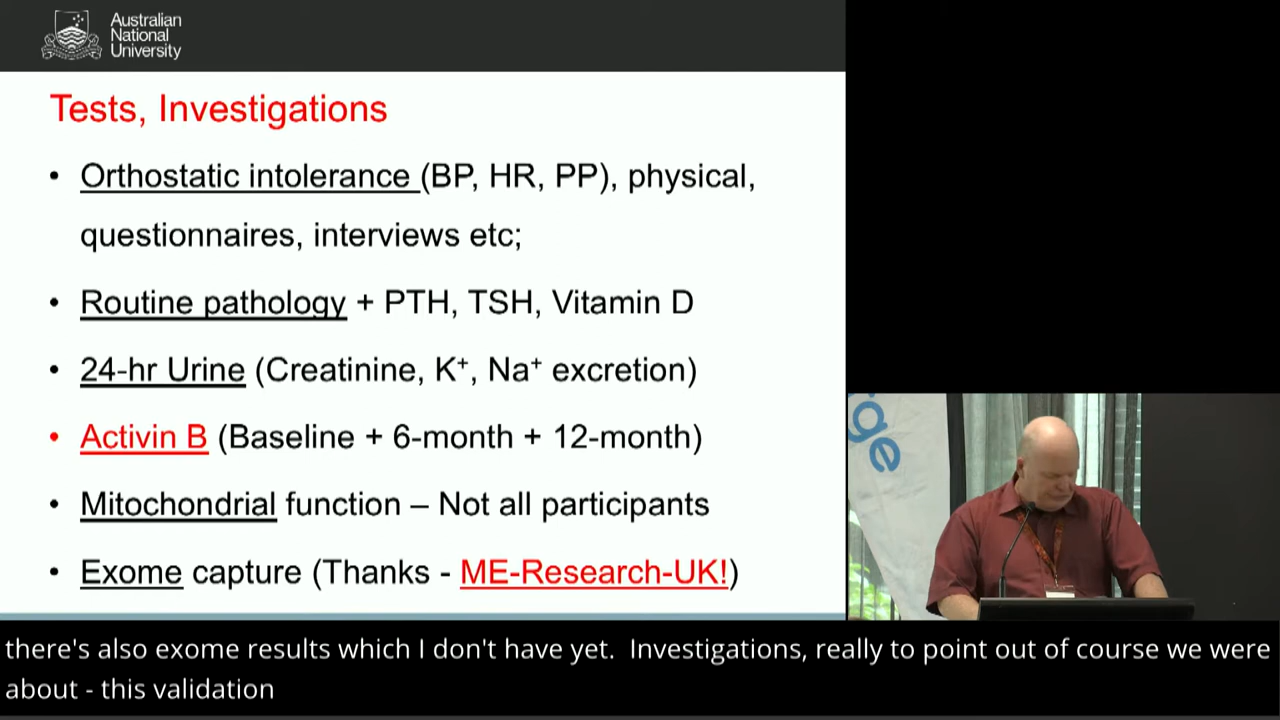 Australian
National
University
Tests, Investigations
• Orthostatic intolerance (BP, HR, PP), physical,
questionnaires, interviews etc;
• Routine pathology + PTH, TSH, Vitamin D
• 24-hr Urine (Creatinine, K⁺, Na⁺ excretion)
• Activin B (Baseline + 6-month + 12-month)
• Mitochondrial function – Not all participants
• Exome capture (Thanks - ME-Research-UK!)
rge
there's also exome results which I don't have yet.  Investigations, really to point out of course we were
about - this validation